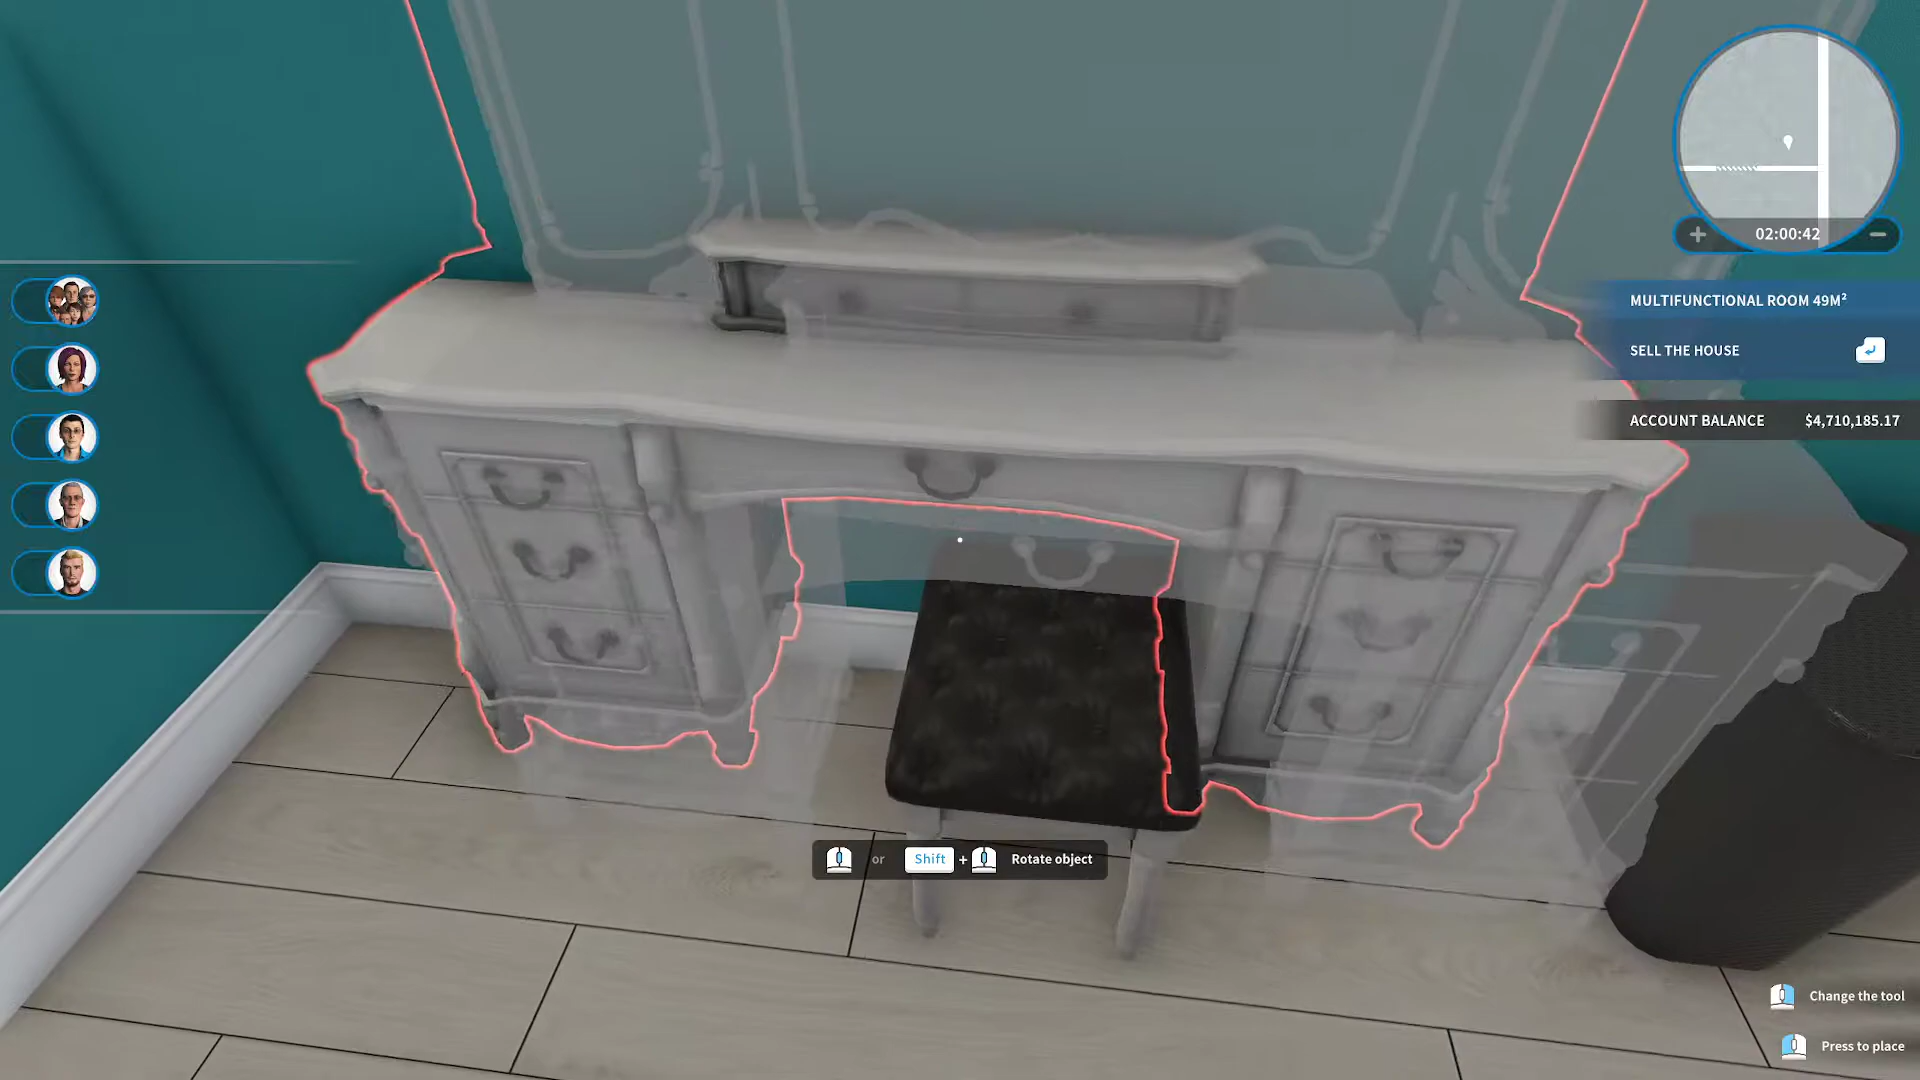 02:00:42
MULTIFUNCTIONAL ROOM 49M²
SELL THE HOUSE
ACCOUNT BALANCE $4,710,185.17
or Shift + Rotate object
Change the tool
Press to place